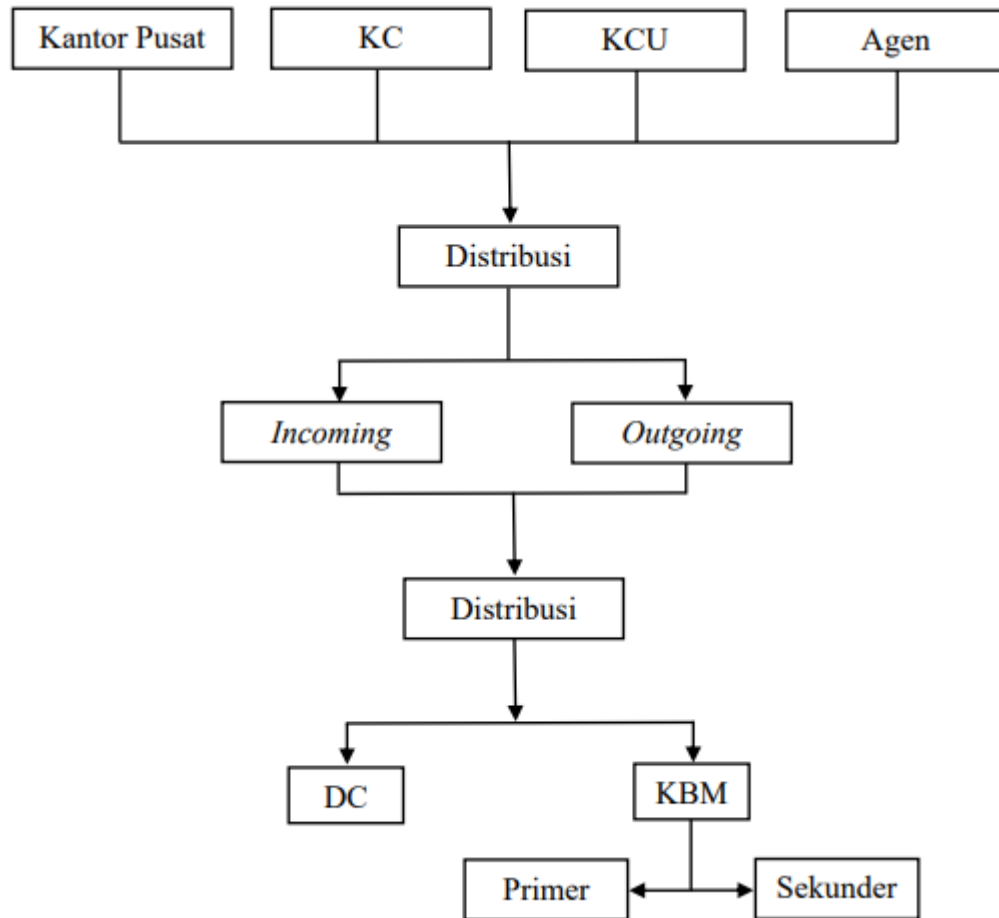 Kantor Pusat
KC
KCU
Agen
Distribusi
Incoming
Outgoing
Distribusi
DC
KBM
Primer
Sekunder